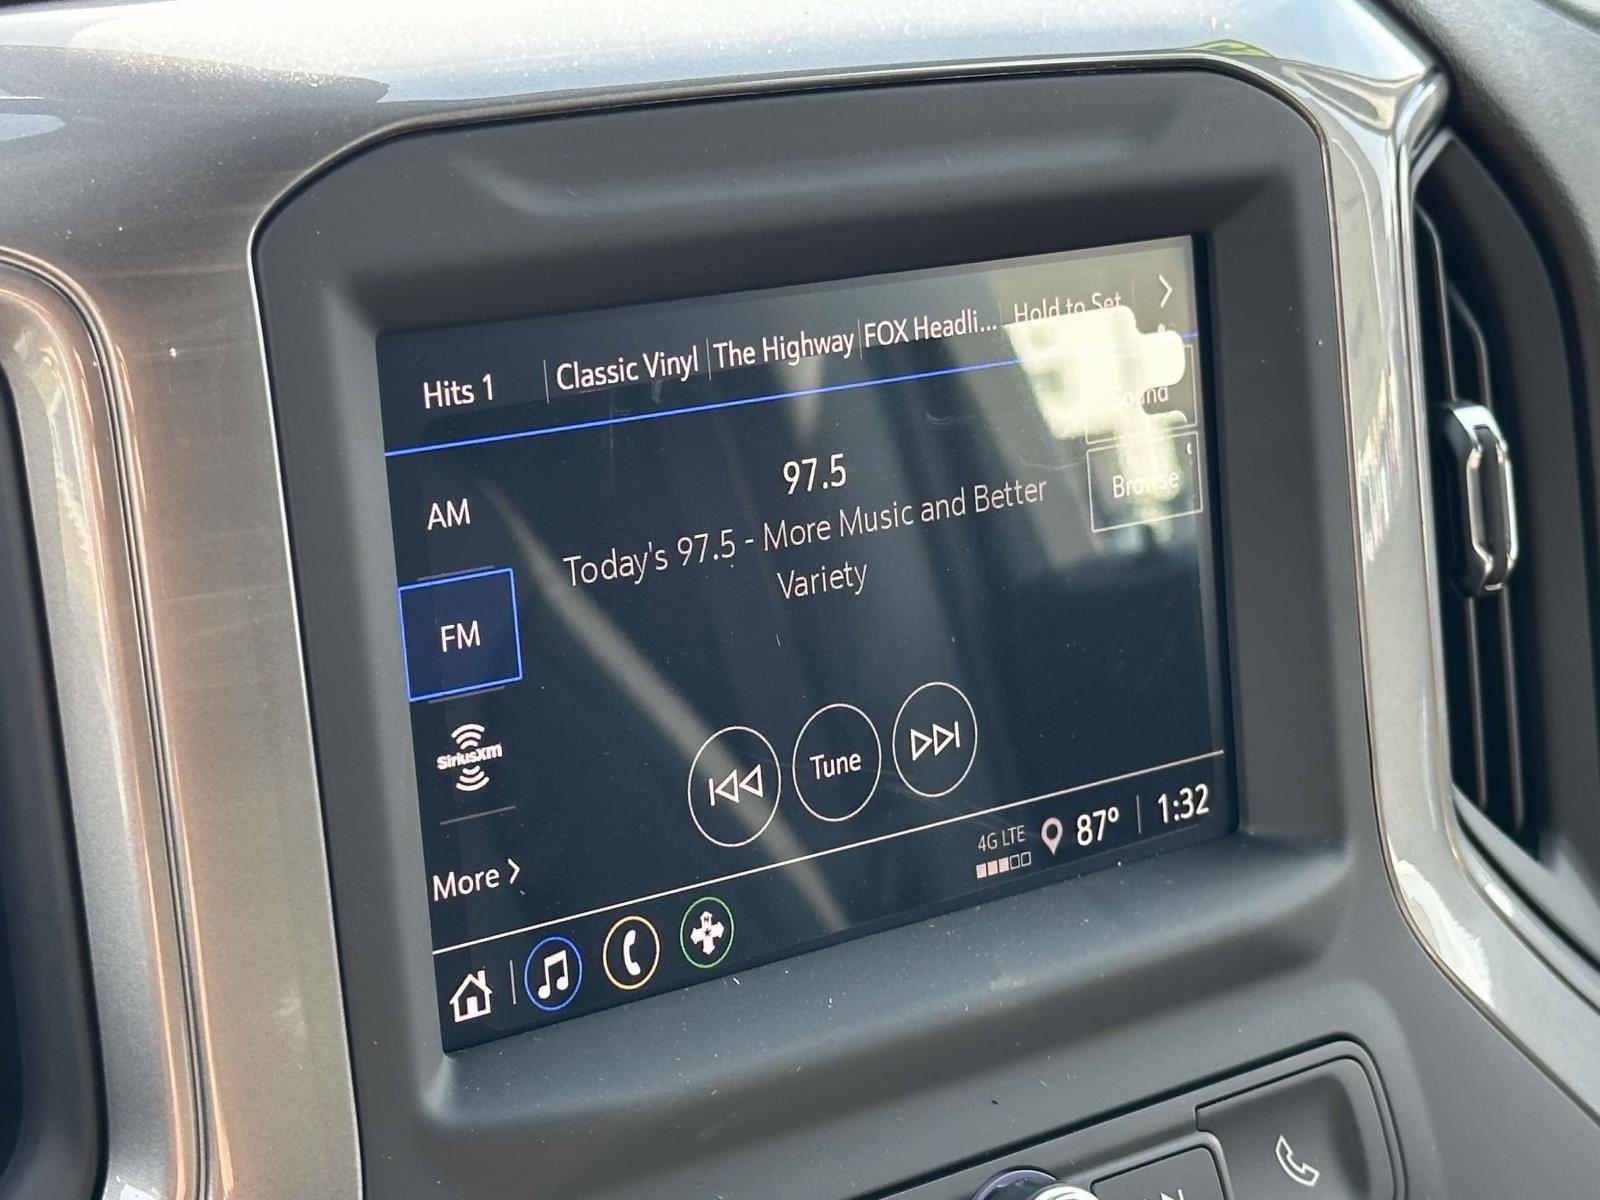 Hits 1 Classic Vinyl The Highway FOX Headli... Hold to Set
Sound
AM
97.5
Browse
Today's 97.5 - More Music and Better
Variety
FM
SiriusXM
Tune
4G LTE 87° 1:32
More
N